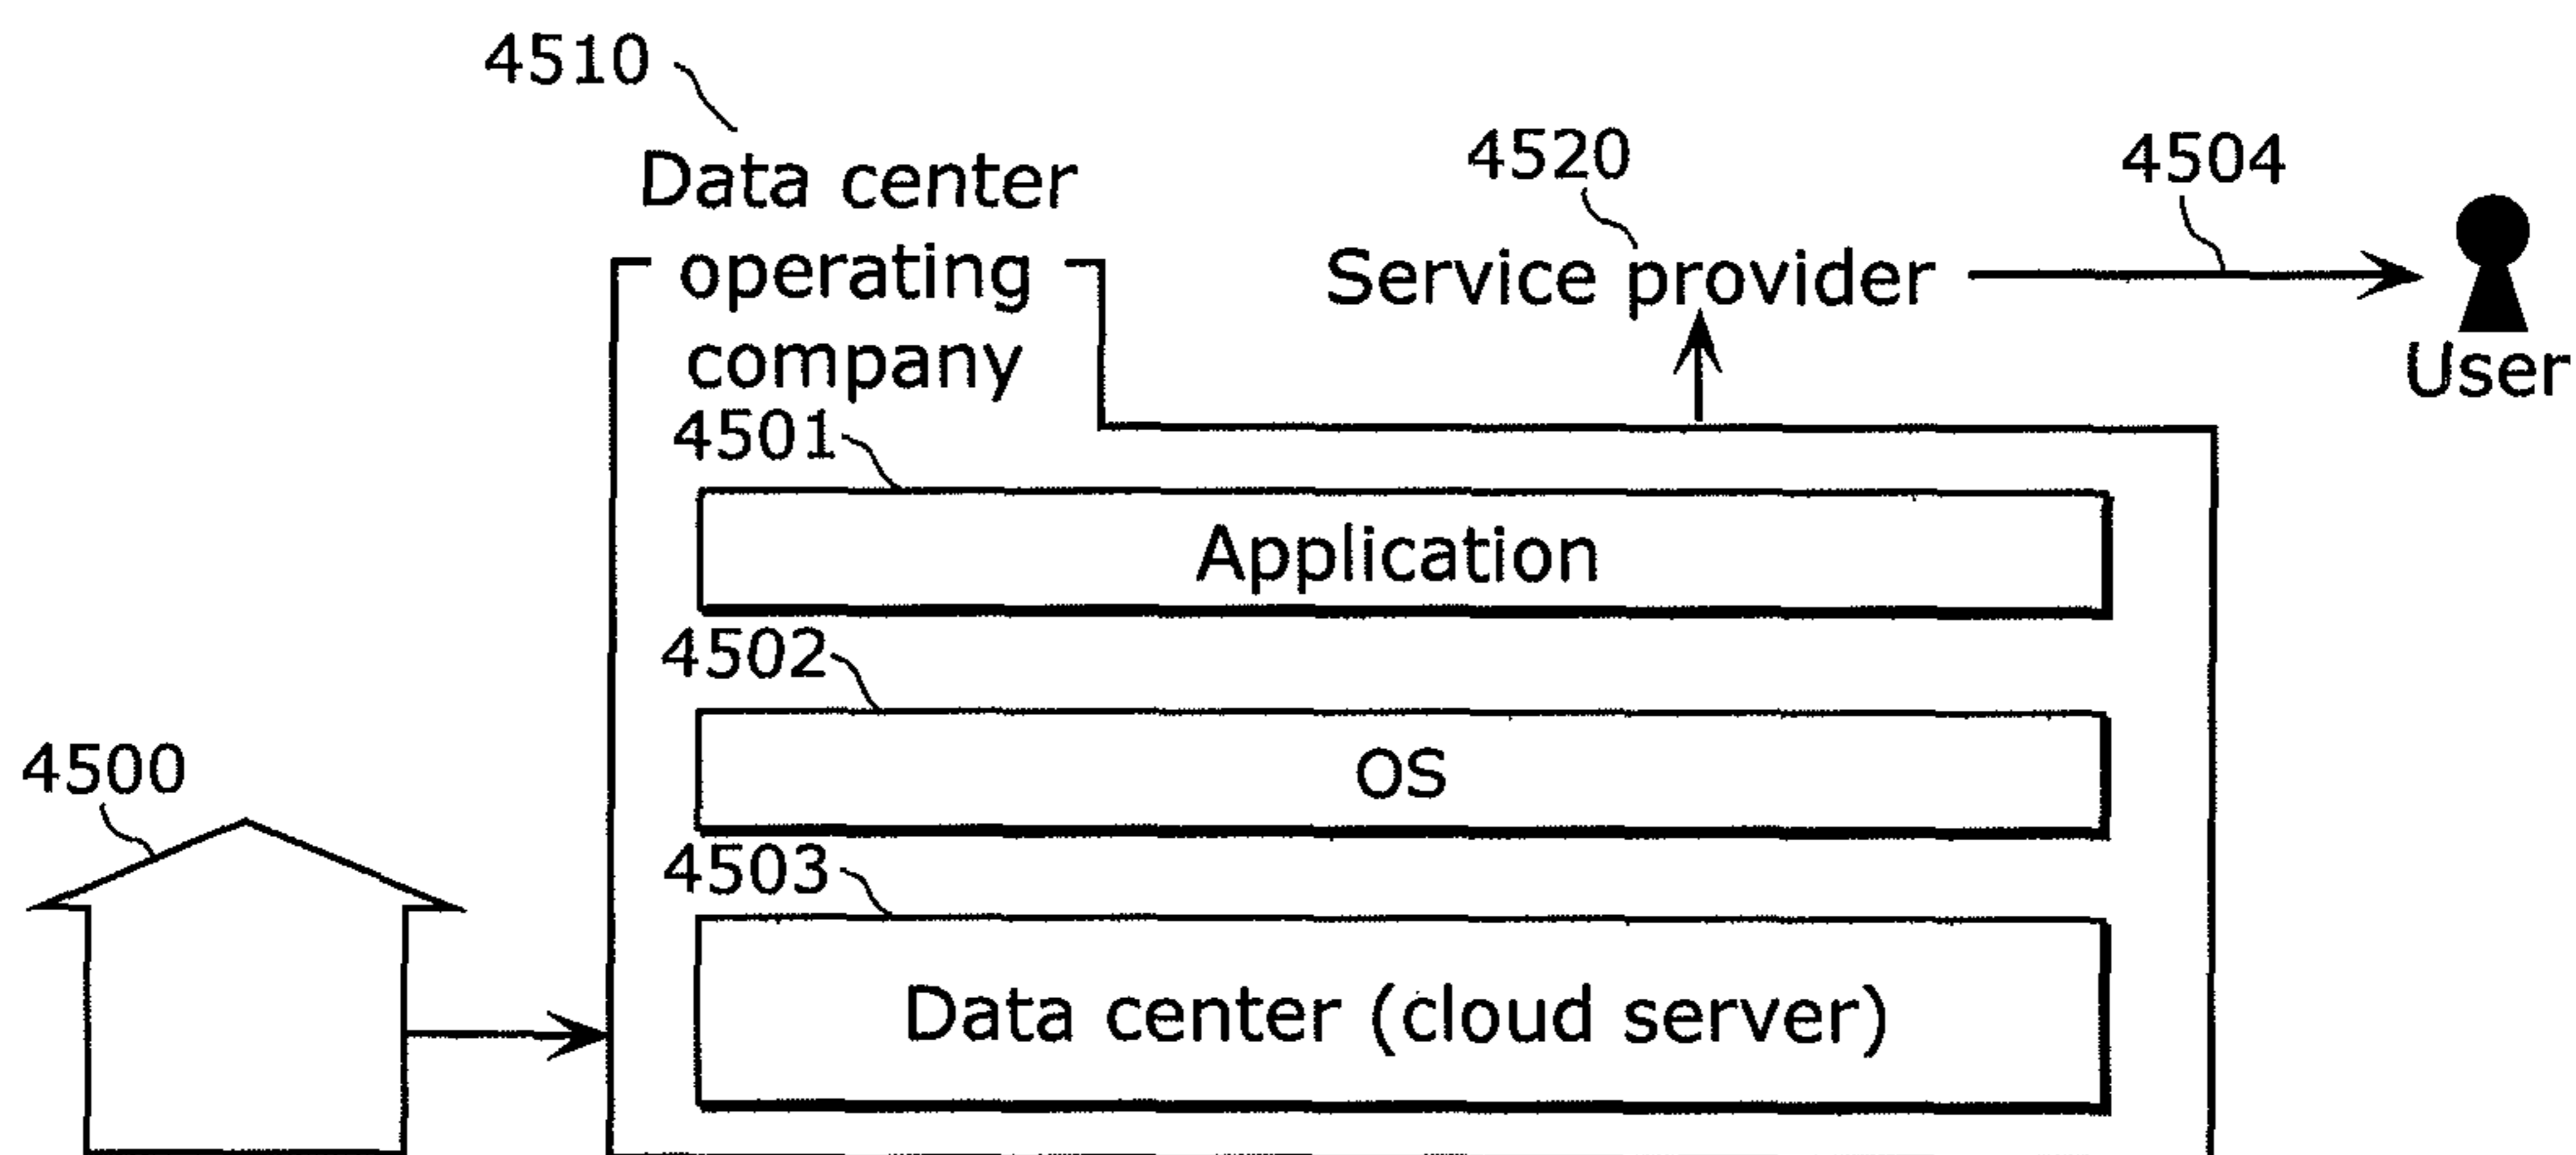 4510
Data center
operating
company
4520
Service provider
4504
User
4501
Application
4502
OS
4500
4503
Data center (cloud server)